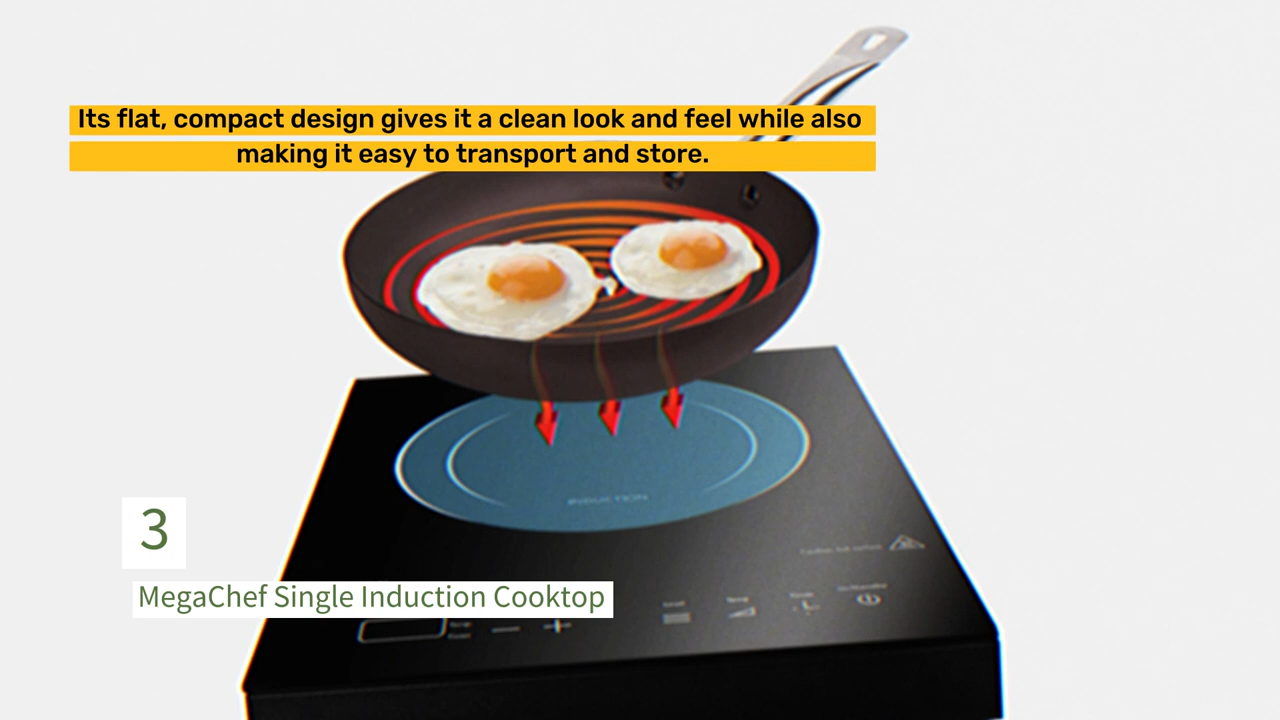 Its flat, compact design gives it a clean look and feel while also
making it easy to transport and store.
INDUCTION
3
MegaChef Single Induction Cooktop